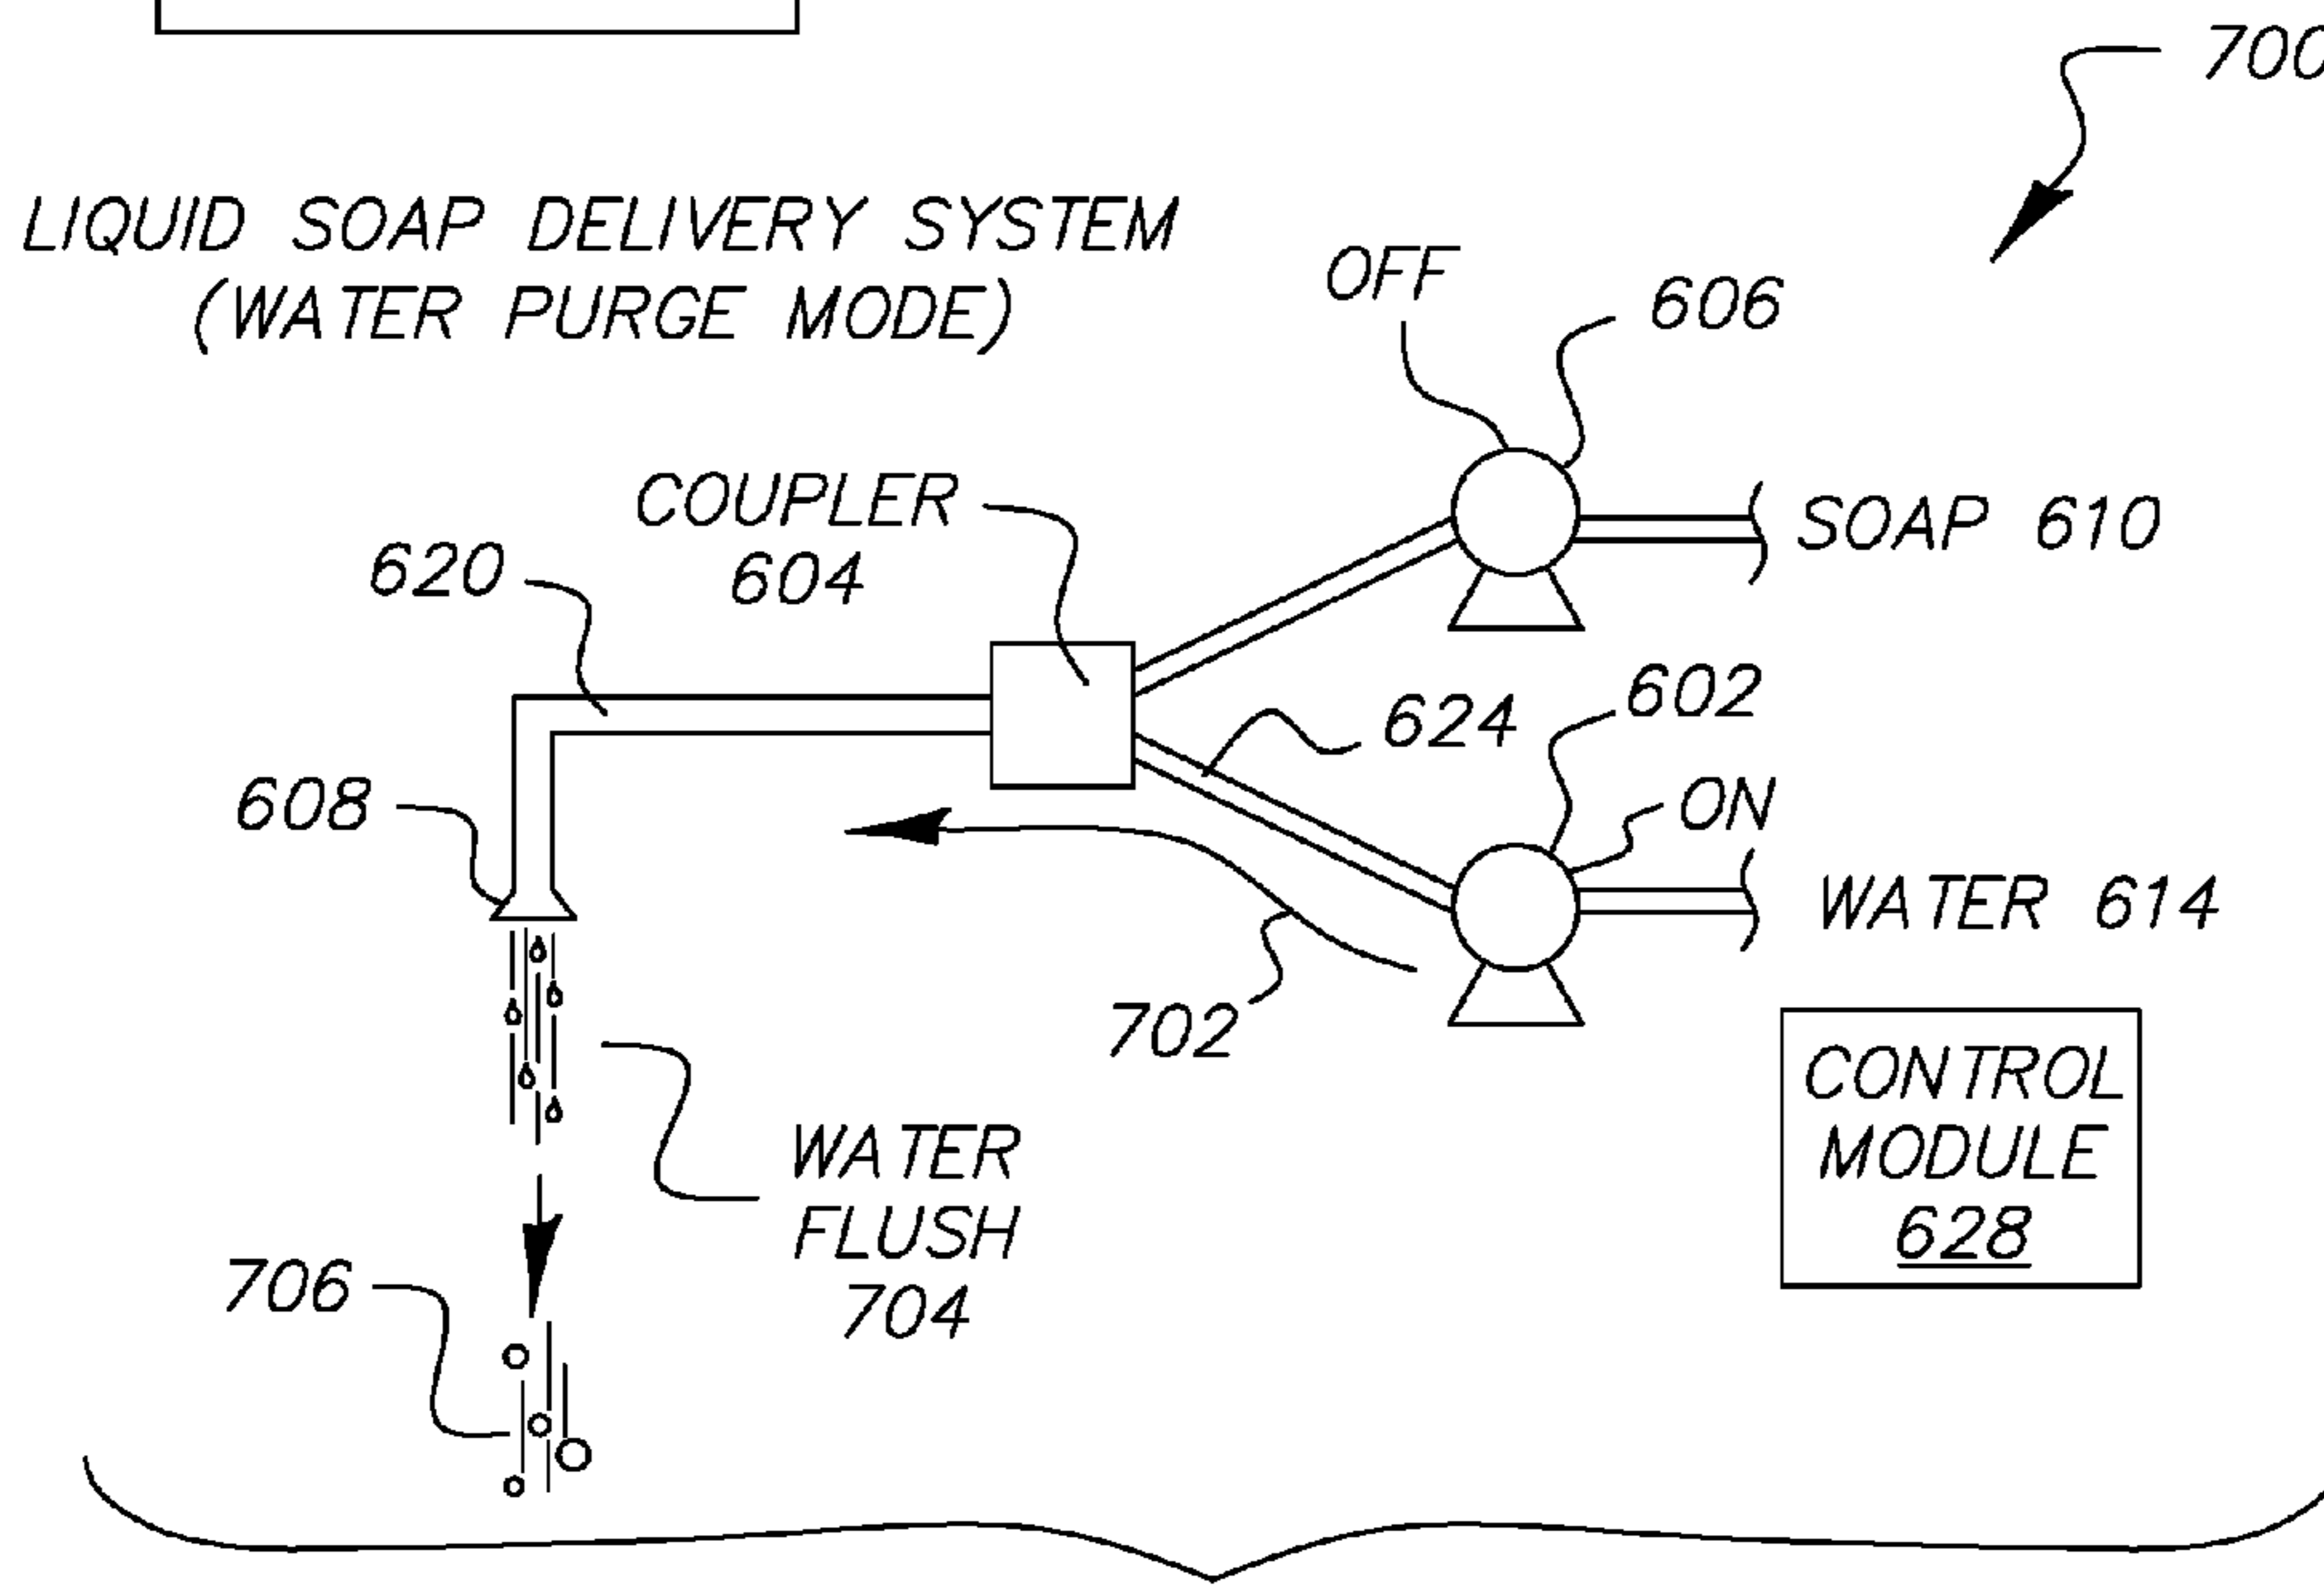 700
LIQUID SOAP DELIVERY SYSTEM
(WATER PURGE MODE)
OFF
606
COUPLER
604
SOAP 610
620
602
624
608
ON
WATER 614
702
CONTROL
MODULE
628
WATER
FLUSH
704
706